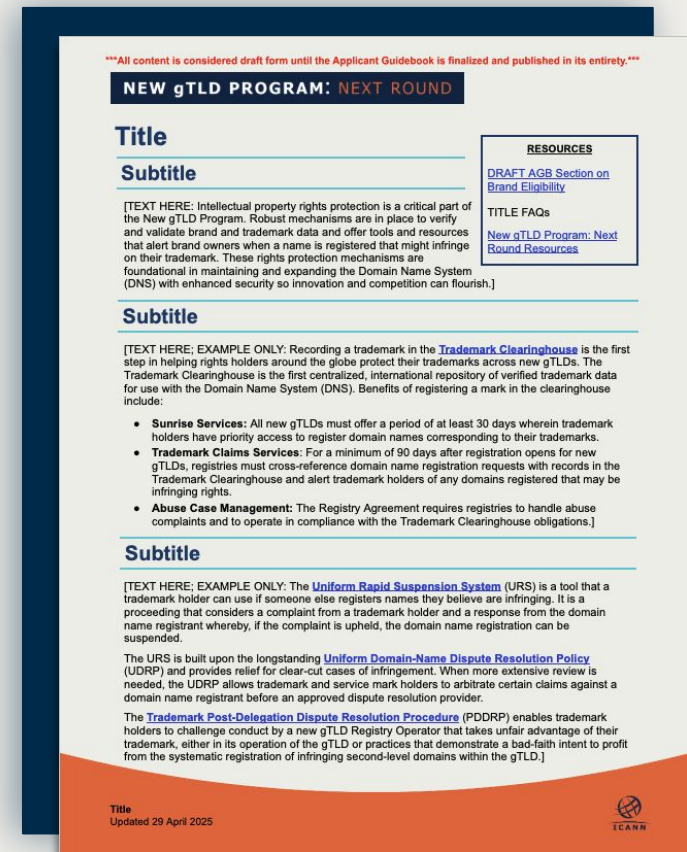 ***All content is considered draft form until the Applicant Guidebook is finalized and published in its entirety.***
NEW gTLD PROGRAM: NEXT ROUND
Title
Subtitle
[TEXT HERE: Intellectual property rights protection is a critical part of
the New gTLD Program. Robust mechanisms are in place to verify
and validate brand and trademark data and offer tools and resources
that alert brand owners when a name is registered that might infringe
on their trademark. These rights protection mechanisms are
foundational in maintaining and expanding the Domain Name System
(DNS) with enhanced security so innovation and competition can flourish.]
RESOURCES
DRAFT AGB Section on
Brand Eligibility
TITLE FAQs
New gTLD Program: Next
Round Resources
Subtitle
[TEXT HERE; EXAMPLE ONLY: Recording a trademark in the Trademark Clearinghouse is the first
step in helping rights holders around the globe protect their trademarks across new gTLDs. The
Trademark Clearinghouse is the first centralized, international repository of verified trademark data
for use with the Domain Name System (DNS). Benefits of registering a mark in the clearinghouse
include:
● Sunrise Services: All new gTLDs must offer a period of at least 30 days wherein trademark
holders have priority access to register domain names corresponding to their trademarks.
● Trademark Claims Services: For a minimum of 90 days after registration opens for new
gTLDs, registries must cross-reference domain name registration requests with records in the
Trademark Clearinghouse and alert trademark holders of any domains registered that may be
infringing rights.
● Abuse Case Management: The Registry Agreement requires registries to handle abuse
complaints and to operate in compliance with the Trademark Clearinghouse obligations.]
Subtitle
[TEXT HERE; EXAMPLE ONLY: The Uniform Rapid Suspension System (URS) is a tool that a
trademark holder can use if someone else registers names they believe are infringing. It is a
proceeding that considers a complaint from a trademark holder and a response from the domain
name registrant whereby, if the complaint is upheld, the domain name registration can be
suspended.
The URS is built upon the longstanding Uniform Domain-Name Dispute Resolution Policy
(UDRP) and provides relief for clear-cut cases of infringement. When more extensive review is
needed, the UDRP allows trademark and service mark holders to arbitrate certain claims against a
domain name registrant before an approved dispute resolution provider.
The Trademark Post-Delegation Dispute Resolution Procedure (PDDRP) enables trademark
holders to challenge conduct by a new gTLD Registry Operator that takes unfair advantage of their
trademark, either in its operation of the gTLD or practices that demonstrate a bad-faith intent to profit
from the systematic registration of infringing second-level domains within the gTLD.]
Title
Updated 29 April 2025
ICANN